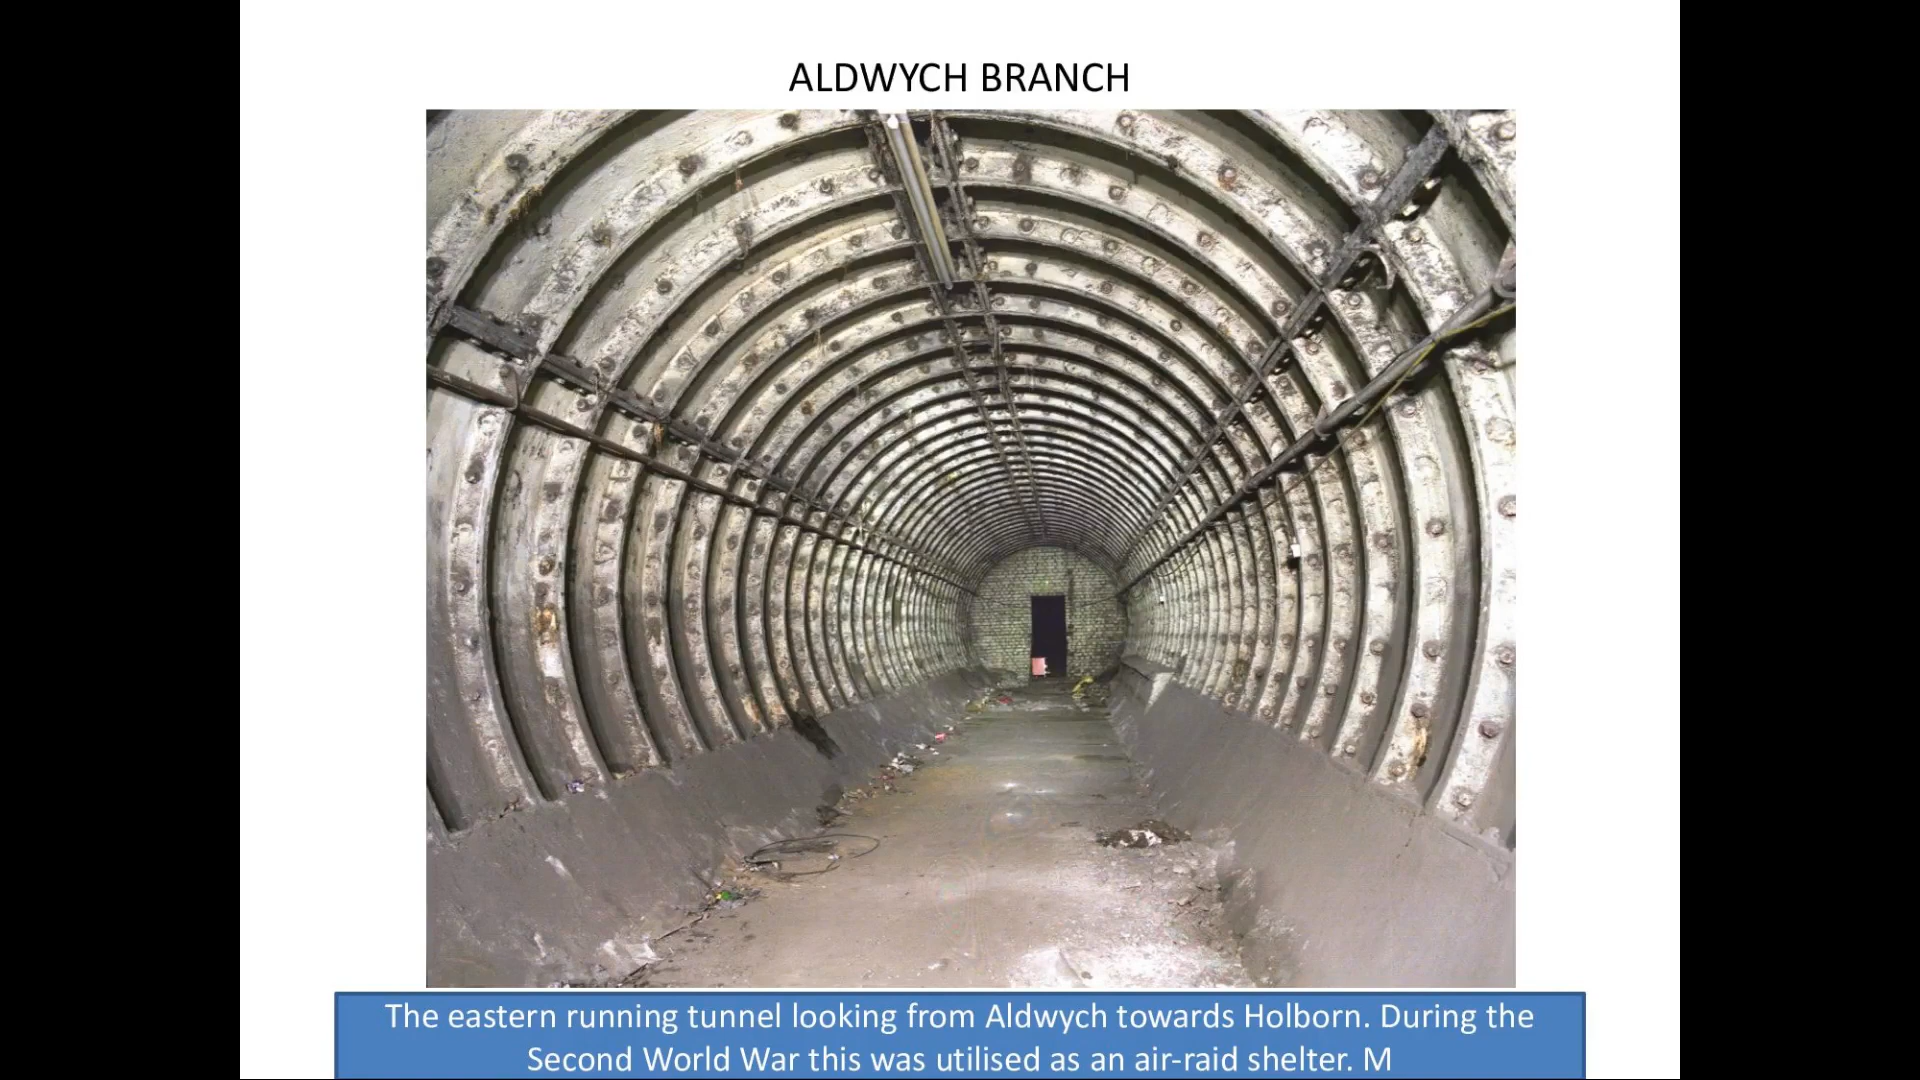 ALDWYCH BRANCH
The eastern running tunnel looking from Aldwych towards Holborn. During the
Second World War this was utilised as an air-raid shelter. M